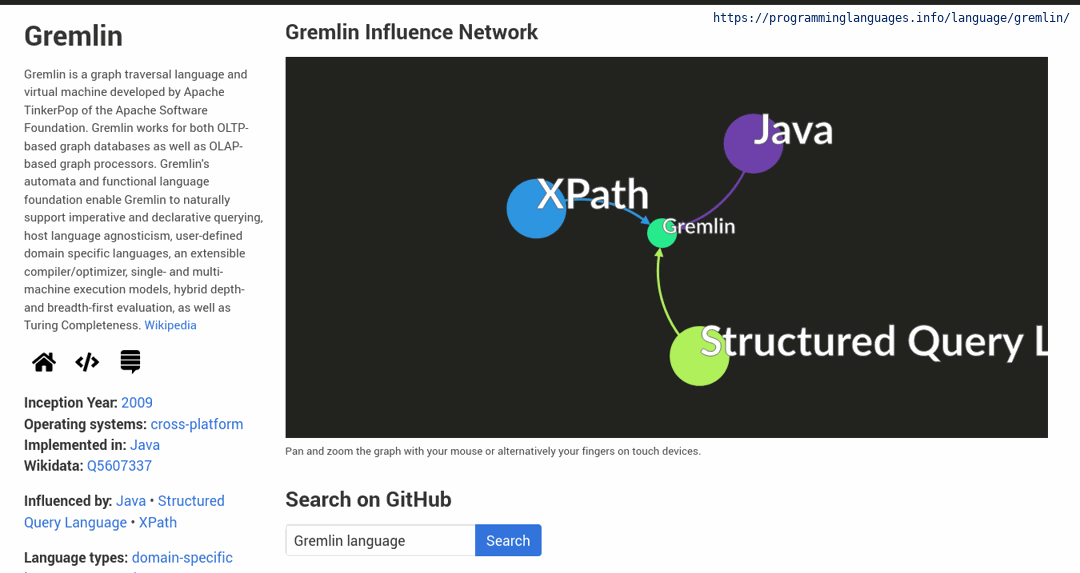 https://programminglanguages.info/language/gremlin/
Gremlin
Gremlin is a graph traversal language and
virtual machine developed by Apache
TinkerPop of the Apache Software
Foundation. Gremlin works for both OLTP-
based graph databases as well as OLAP-
based graph processors. Gremlin's
automata and functional language
foundation enable Gremlin to naturally
support imperative and declarative querying,
host language agnosticism, user-defined
domain specific languages, an extensible
compiler/optimizer, single- and multi-
machine execution models, hybrid depth-
and breadth-first evaluation, as well as
Turing Completeness. Wikipedia
Inception Year: 2009
Operating systems: cross-platform
Implemented in: Java
Wikidata: Q5607337
Influenced by: Java • Structured
Query Language • XPath
Language types: domain-specific
Gremlin Influence Network
Java
XPath
Gremlin
Structured Query L
Pan and zoom the graph with your mouse or alternatively your fingers on touch devices.
Search on GitHub
Gremlin language
Search